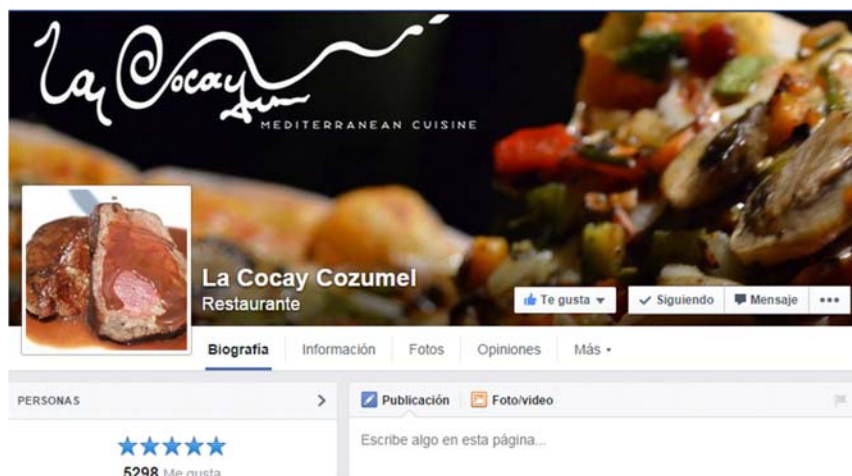 La Cocay
MEDITERRANEAN CUISINE
La Cocay Cozumel
Restaurante
Te gusta
Siguiendo
Mensaje
Biografía
Información
Fotos
Opiniones
Más
PERSONAS
Publicación
Foto/video
Escribe algo en esta página...
5298 Me gusta